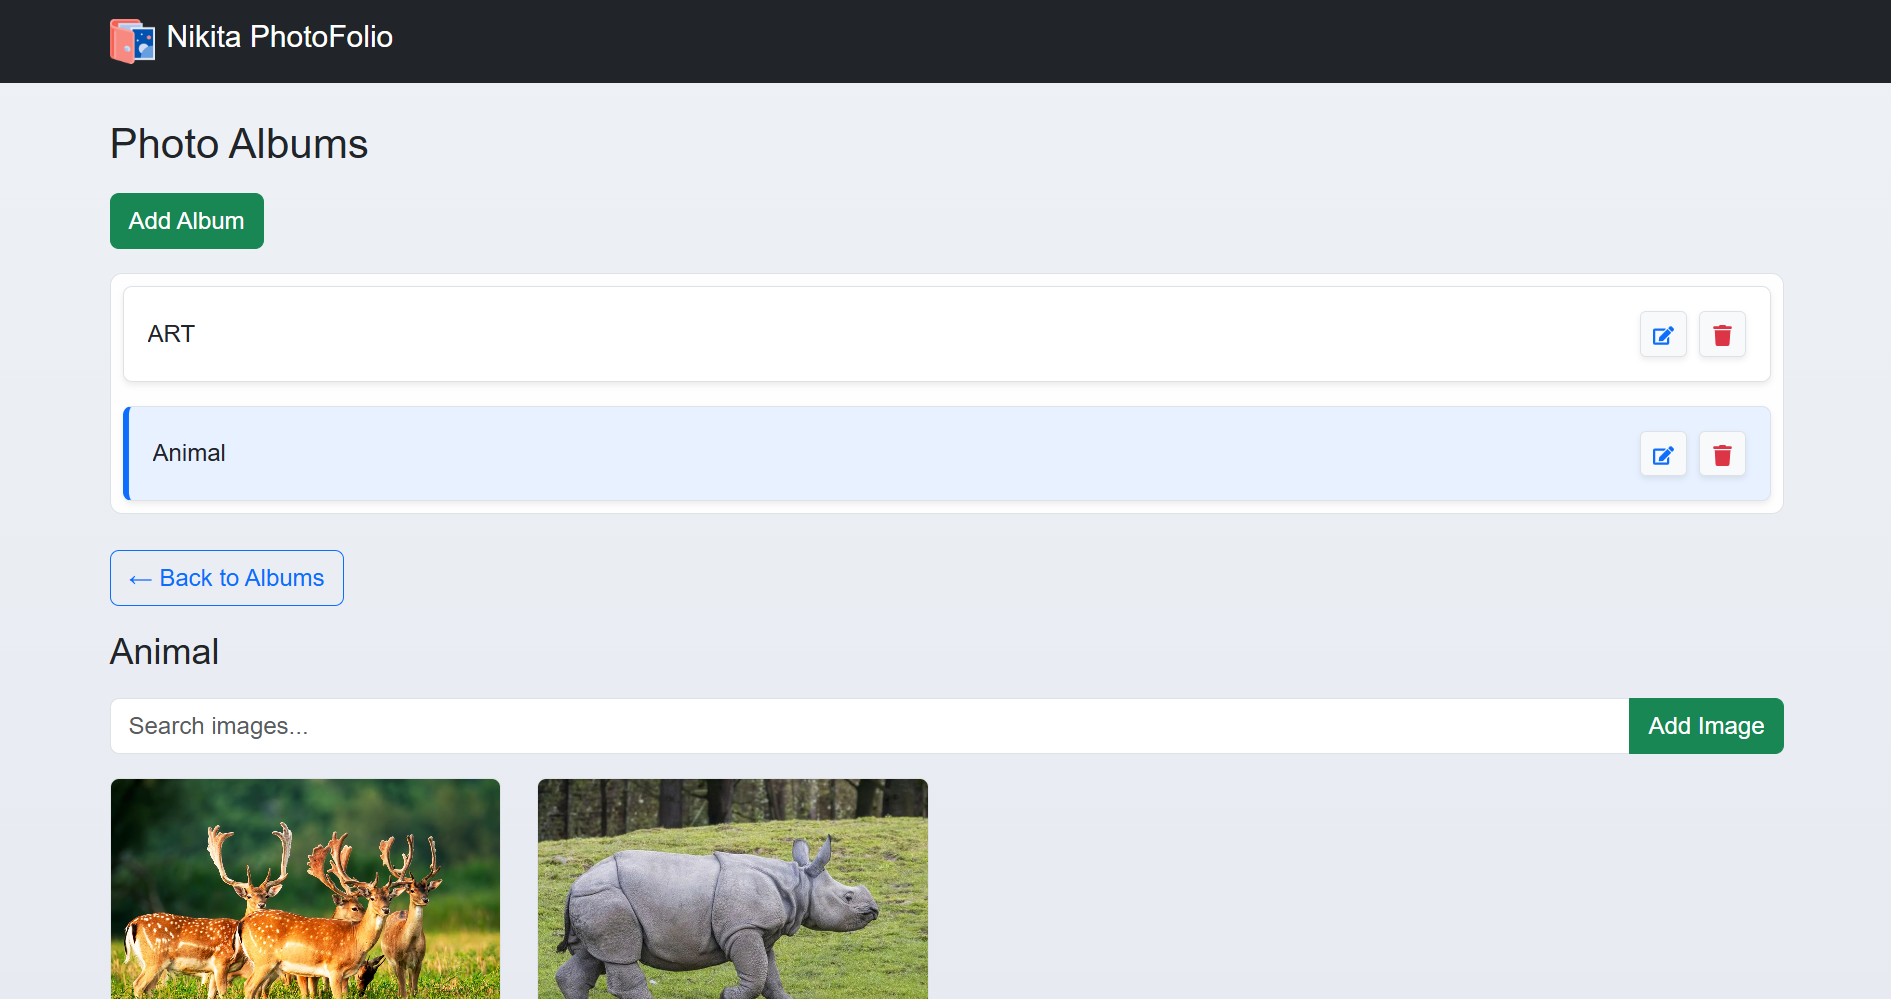 Nikita PhotoFolio
Photo Albums
Add Album
ART
Animal
← Back to Albums
Animal
Search images...
Add Image